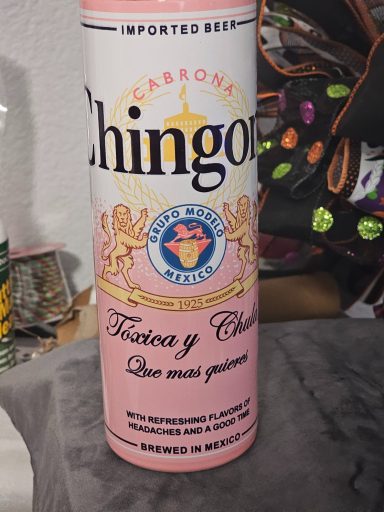 IMPORTED BEER
CABRONA
Chingon
GRUPO MODELO
MEXICO
1925
Tóxica y Chula
Que mas quieres
WITH REFRESHING FLAVORS OF
HEADACHES AND A GOOD TIME
BREWED IN MEXICO